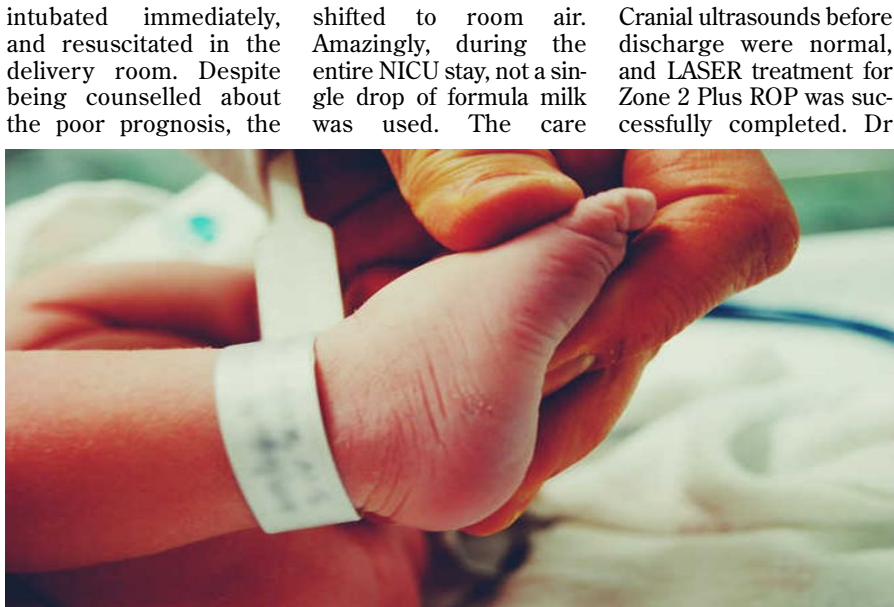 intubated immediately,
and resuscitated in the
delivery room. Despite
being counselled about
the poor prognosis, the
shifted to room air.
Amazingly, during the
entire NICU stay, not a sin-
gle drop of formula milk
was used. The care
Cranial ultrasounds before
discharge were normal,
and LASER treatment for
Zone 2 Plus ROP was suc-
cessfully completed. Dr